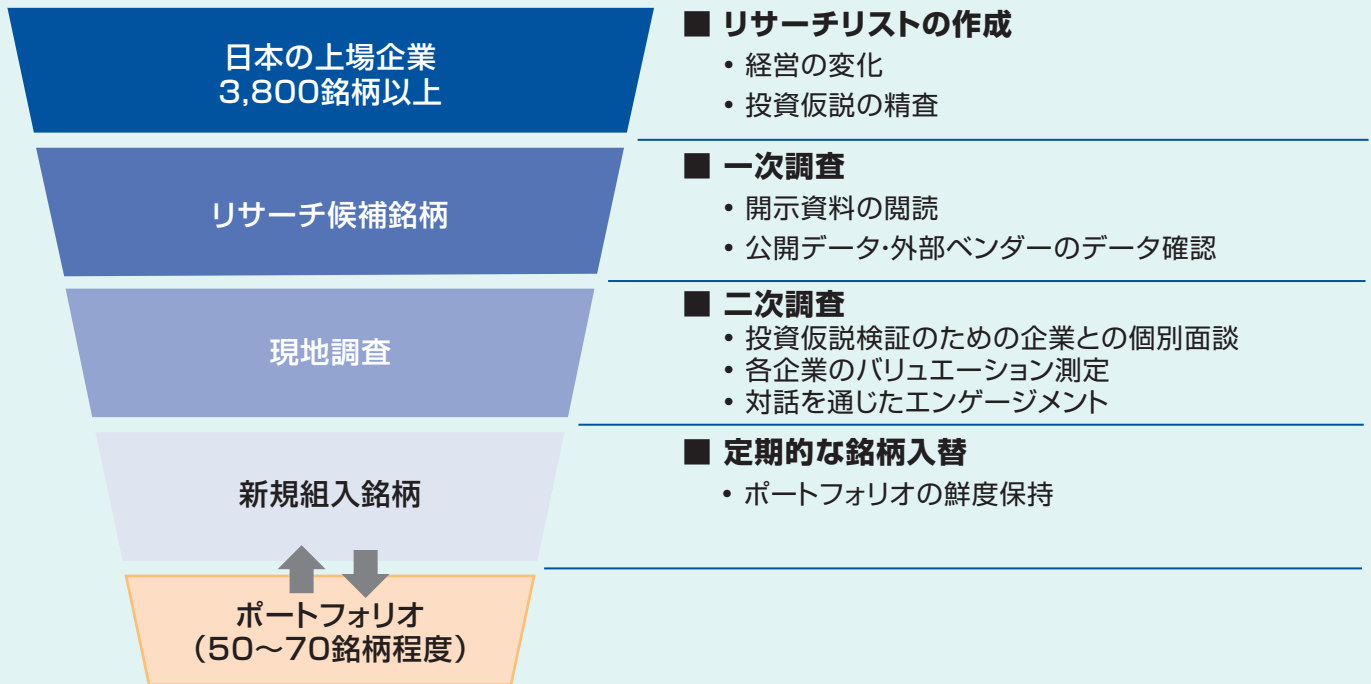 日本の上場企業
3,800銘柄以上
■ リサーチリストの作成
• 経営の変化
• 投資仮説の精査
リサーチ候補銘柄
■ 一次調査
• 開示資料の閲読
• 公開データ・外部ベンダーのデータ確認
現地調査
■ 二次調査
• 投資仮説検証のための企業との個別面談
• 各企業のバリュエーション測定
• 対話を通じたエンゲージメント
新規組入銘柄
■ 定期的な銘柄入替
• ポートフォリオの鮮度保持
ポートフォリオ
（50～70銘柄程度）